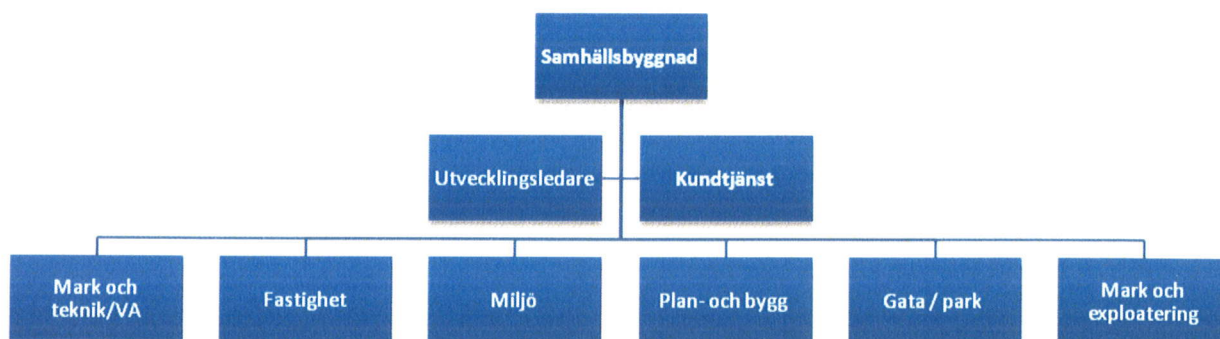 Samhällsbyggnad
Utvecklingsledare
Kundtjänst
Mark och
teknik/VA
Fastighet
Miljö
Plan- och bygg
Gata / park
Mark och
exploatering